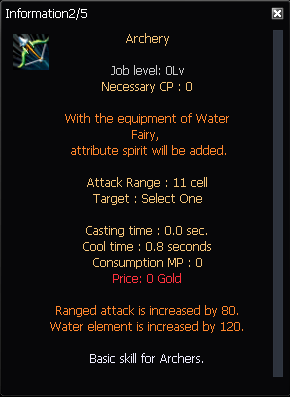 Information2/5
Archery
Job level: 0Lv
Necessary CP : 0
With the equipment of Water
Fairy,
attribute spirit will be added.
Attack Range : 11 cell
Target : Select One
Casting time : 0.0 sec.
Cool time : 0.8 seconds
Consumption MP : 0
Price: 0 Gold
Ranged attack is increased by 80.
Water element is increased by 120.
Basic skill for Archers.